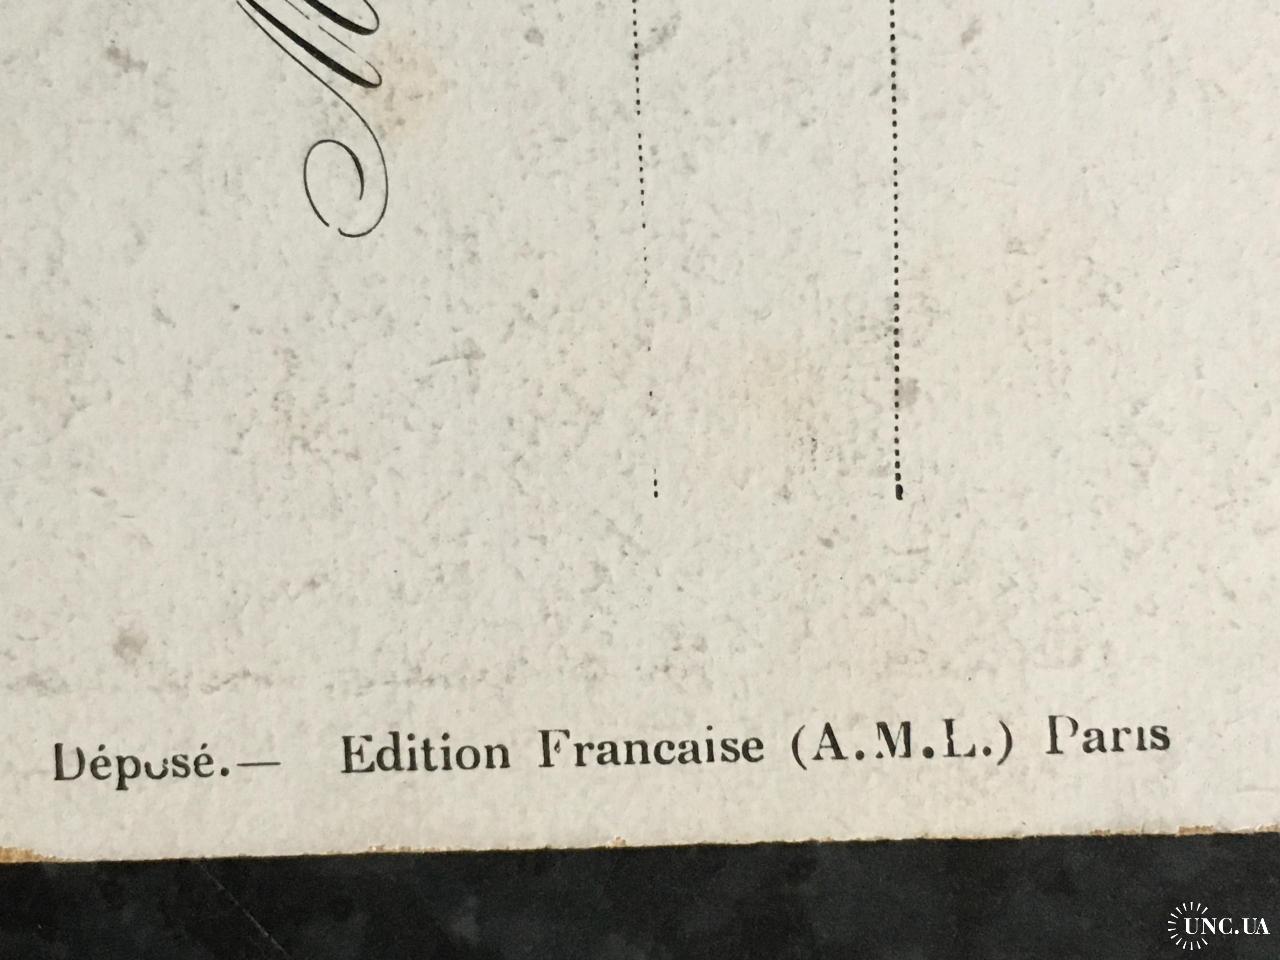 M
Déposé.— Edition Francaise (A.M.L.) Paris
UNC.UA